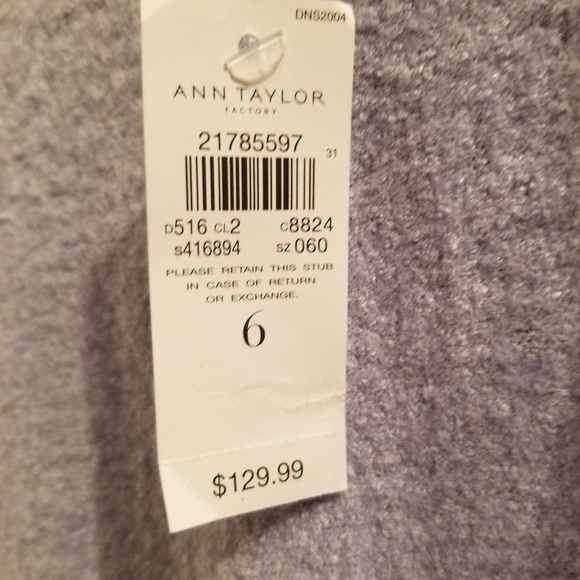 DNS2004
ANN TAYLOR
FACTORY
21785597
31
D516 CL2 C8824
S416894 SZ 060
PLEASE RETAIN THIS STUB
IN CASE OF RETURN
OR EXCHANGE.
6
$129.99